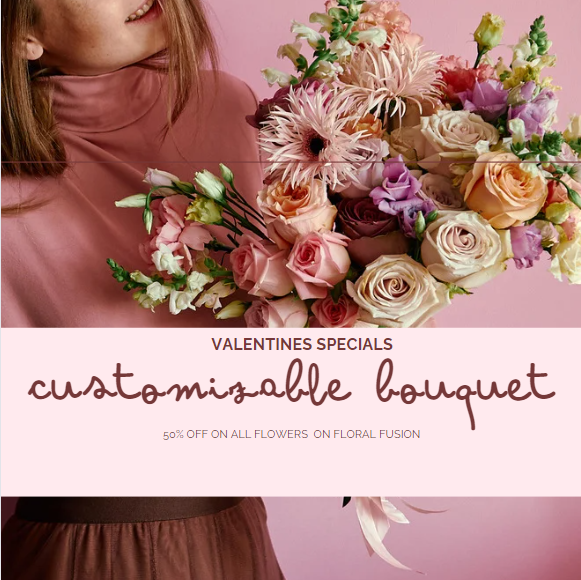 VALENTINES SPECIALS
customizable bouquet
50% OFF ON ALL FLOWERS ON FLORAL FUSION